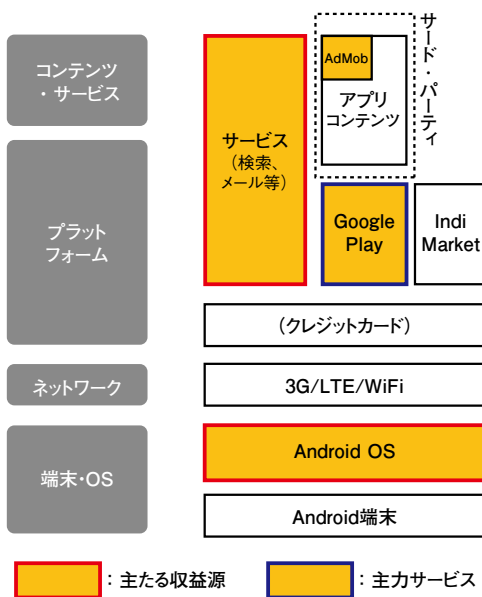 コンテンツ
・サービス
プラット
フォーム
ネットワーク
端末・OS
サービス
（検索、
メール等）
AdMob
アプリ
コンテンツ
サード・パーティ
Google
Play
Indi
Market
（クレジットカード）
3G/LTE/WiFi
Android OS
Android端末
：主たる収益源
：主力サービス